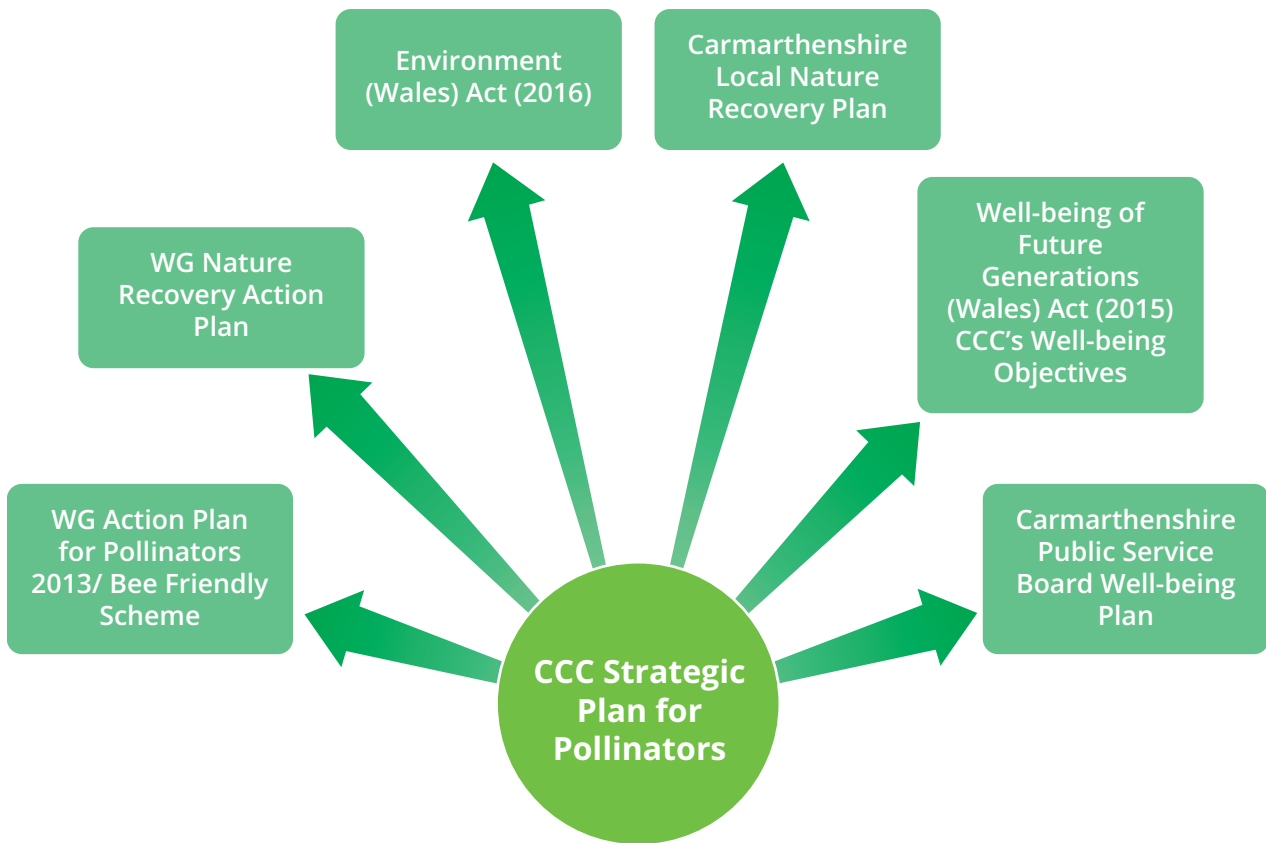 Environment
(Wales) Act (2016)
Carmarthenshire
Local Nature
Recovery Plan
Well-being of
Future
Generations
(Wales) Act (2015)
CCC’s Well-being
Objectives
WG Nature
Recovery Action
Plan
WG Action Plan
for Pollinators
2013/ Bee Friendly
Scheme
Carmarthenshire
Public Service
Board Well-being
Plan
CCC Strategic
Plan for
Pollinators